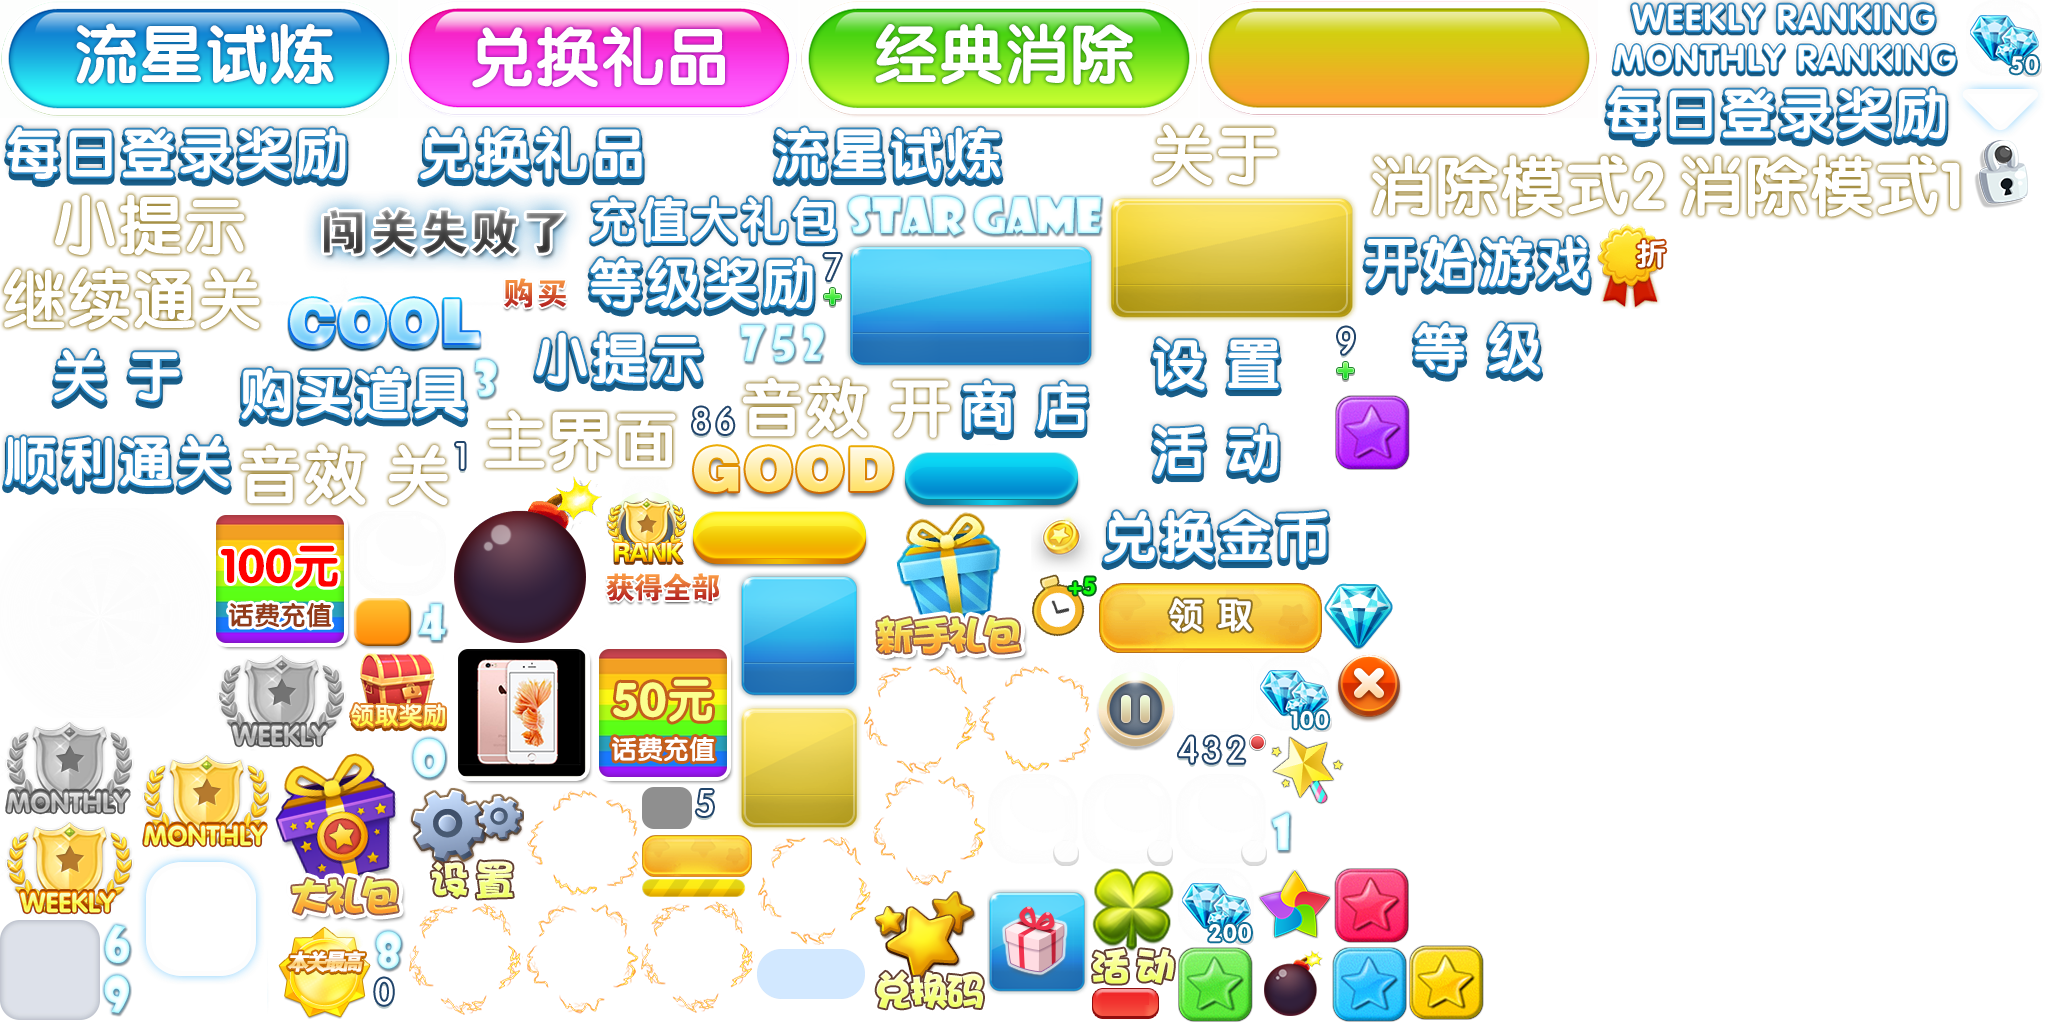 流星试炼
兑换礼品
经典消除
WEEKLY RANKING
MONTHLY RANKING
50
每日登录奖励
每日登录奖励
兑换礼品
流星试炼
关于
消除模式2
消除模式1
小提示
闯关失败了
充值大礼包
STAR GAME
开始游戏
折
继续通关
购买
等级奖励
7
+
COOL
752
小提示
设 置
9
+
等 级
关 于
购买道具
3
音效 开
商 店
主界面
86
顺利通关
音效 关
1
GOOD
活 动
100元
话费充值
RANK
获得全部
兑换金币
+5
4
新手礼包
领 取
WEEKLY
领取奖励
50元
话费充值
100
432
MONTHLY
MONTHLY
0
5
1
WEEKLY
大礼包
设置
6
9
本关最高
8
0
兑换码
活动
200